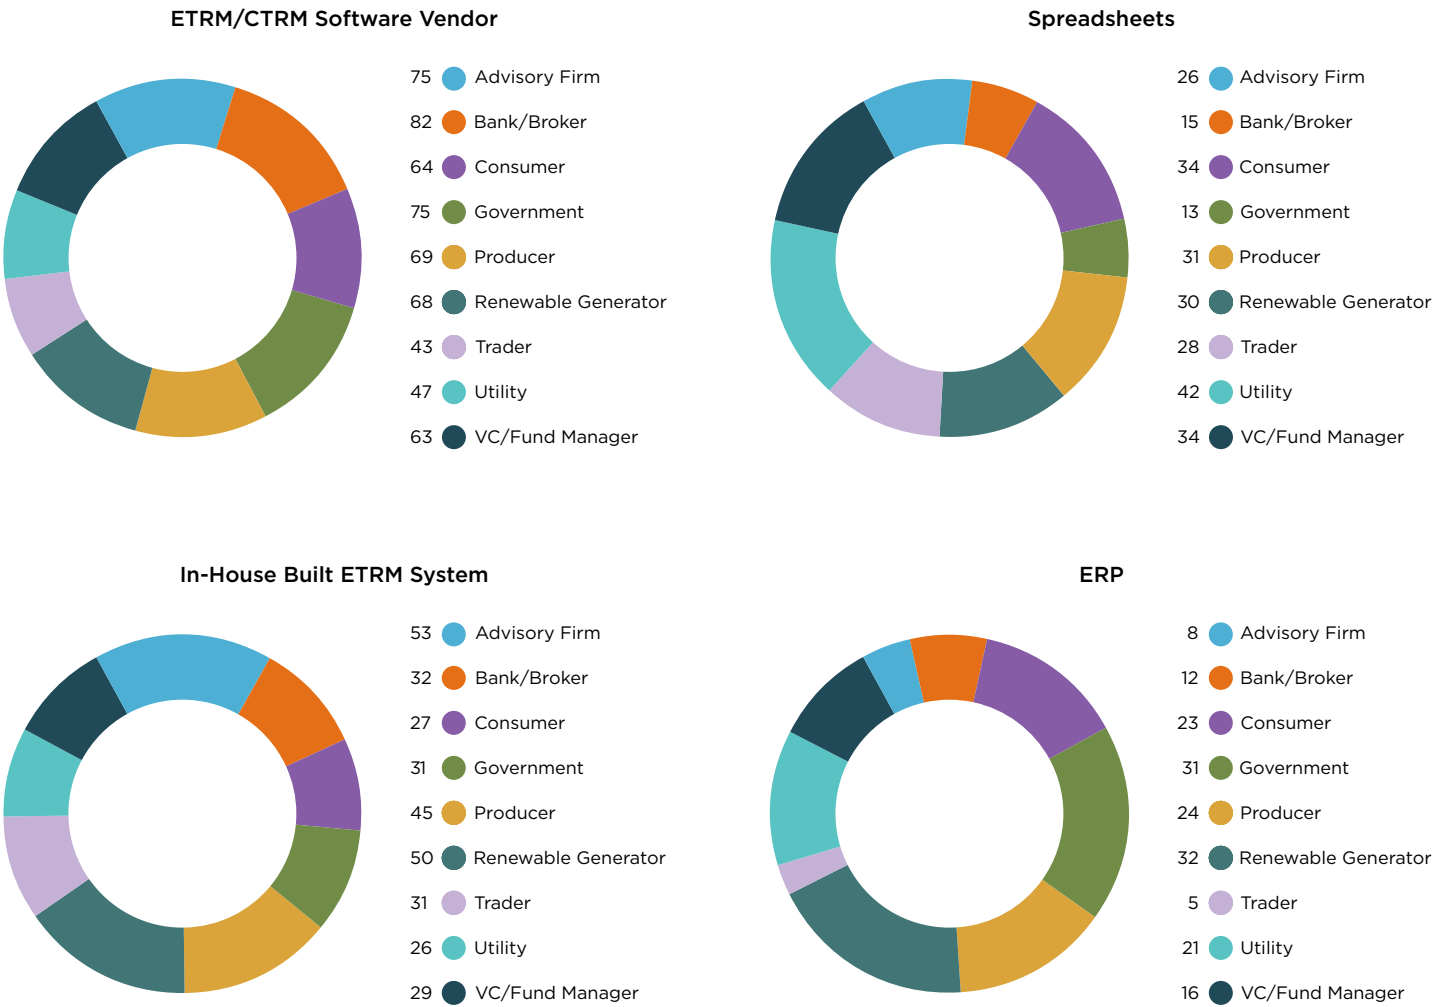 ETRM/CTRM Software Vendor
75 Advisory Firm
82 Bank/Broker
64 Consumer
75 Government
69 Producer
68 Renewable Generator
43 Trader
47 Utility
63 VC/Fund Manager
Spreadsheets
26 Advisory Firm
15 Bank/Broker
34 Consumer
13 Government
31 Producer
30 Renewable Generator
28 Trader
42 Utility
34 VC/Fund Manager
In-House Built ETRM System
53 Advisory Firm
32 Bank/Broker
27 Consumer
31 Government
45 Producer
50 Renewable Generator
31 Trader
26 Utility
29 VC/Fund Manager
ERP
8 Advisory Firm
12 Bank/Broker
23 Consumer
31 Government
24 Producer
32 Renewable Generator
5 Trader
21 Utility
16 VC/Fund Manager